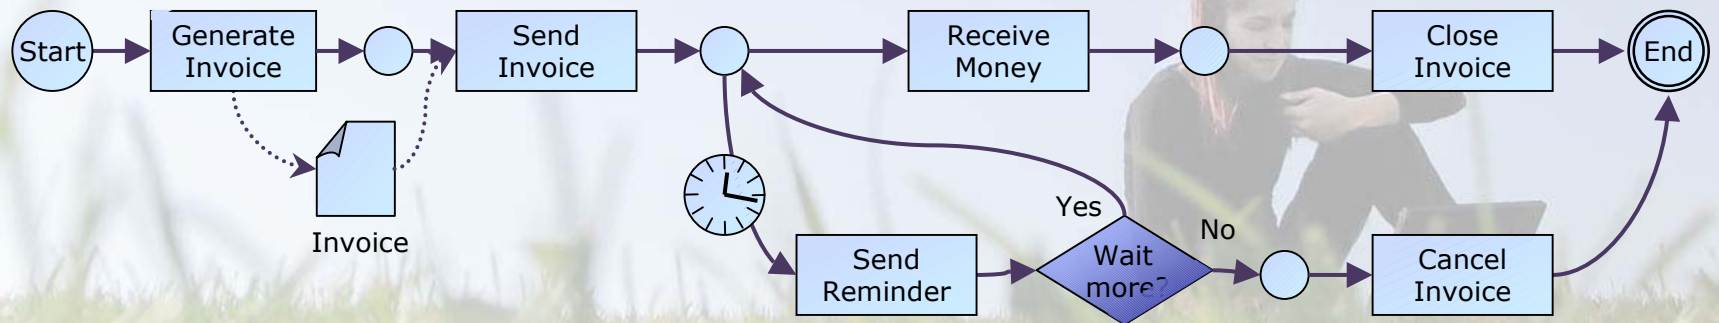 Start
Generate
Invoice
Send
Invoice
Receive
Money
Close
Invoice
End
Invoice
Yes
No
Send
Reminder
Wait
more?
Cancel
Invoice